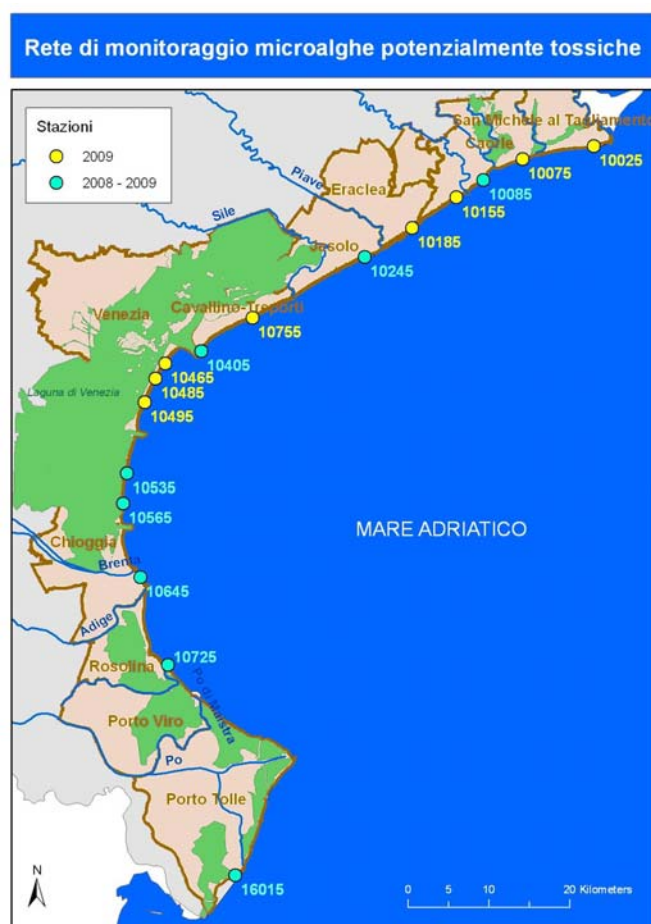 Rete di monitoraggio microalghe potenzialmente tossiche
Stazioni
2009
2008 - 2009
San Michele al Tagliamento
Caorle
10025
10075
10085
Piave
Eraclea
10155
Sile
10185
Jesolo
10245
Cavallino-Treporti
Venezia
10755
10405
10465
Laguna di Venezia
10485
10495
10535
10565
MARE ADRIATICO
Chioggia
Brenta
10645
Adige
Rosolina
10725
Po di Maistra
Porto Viro
Po
Porto Tolle
16015
N
0 5 10 20 Kilometers